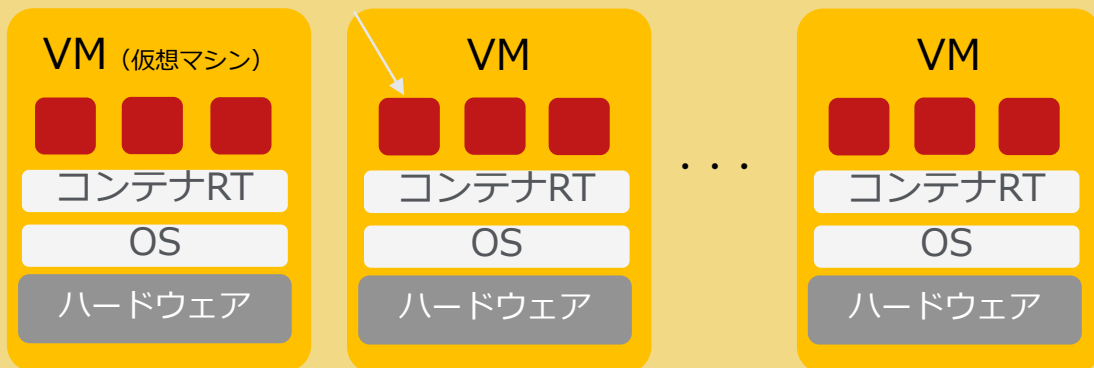 VM（仮想マシン）
コンテナRT
OS
ハードウェア
VM
コンテナRT
OS
ハードウェア
・・・
VM
コンテナRT
OS
ハードウェア